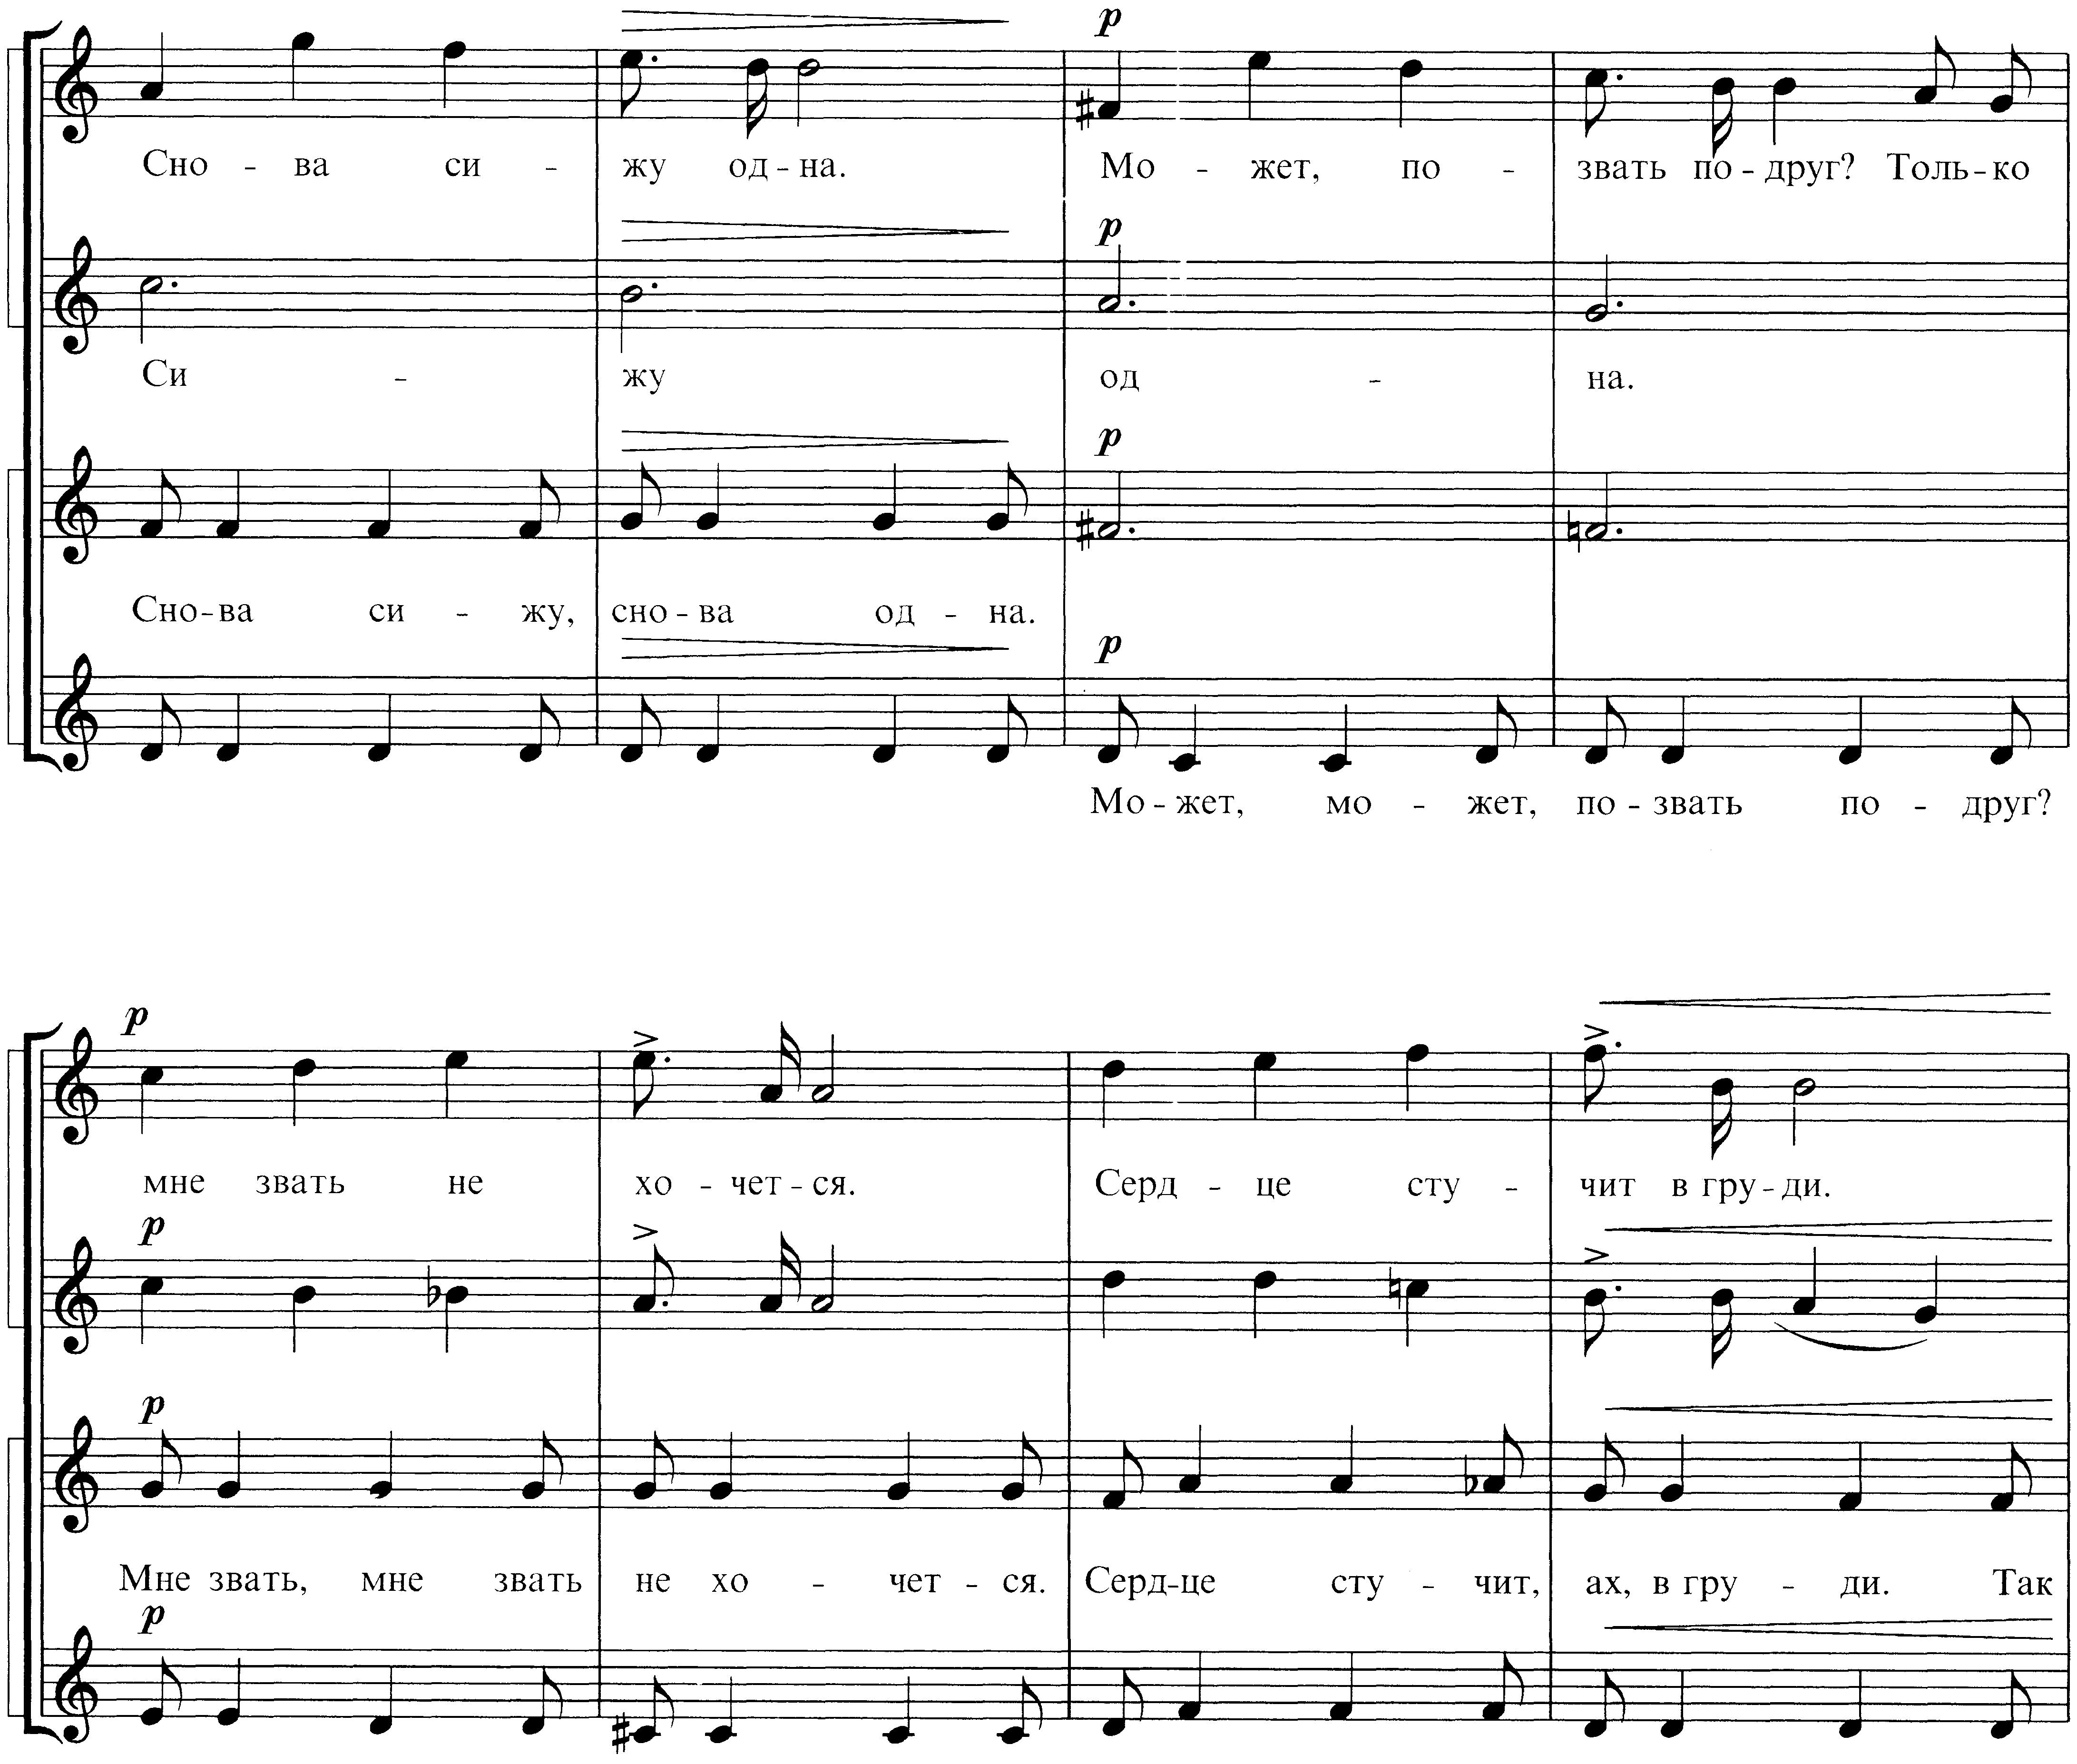 p
Сно - ва си - жу од - на. Мо - жет, по - звать по - друг? Толь - ко
p
Си - жу од - на.
p
Сно - ва си - жу, сно - ва од - на.
p
Мо - жет, мо - жет, по - звать по - друг?
p
мне звать не хо - чет - ся. Серд - це сту - чит в гру - ди.
p
p
Мне звать, мне звать не хо - чет - ся. Серд - це сту - чит, ах, в гру - ди. Так
p